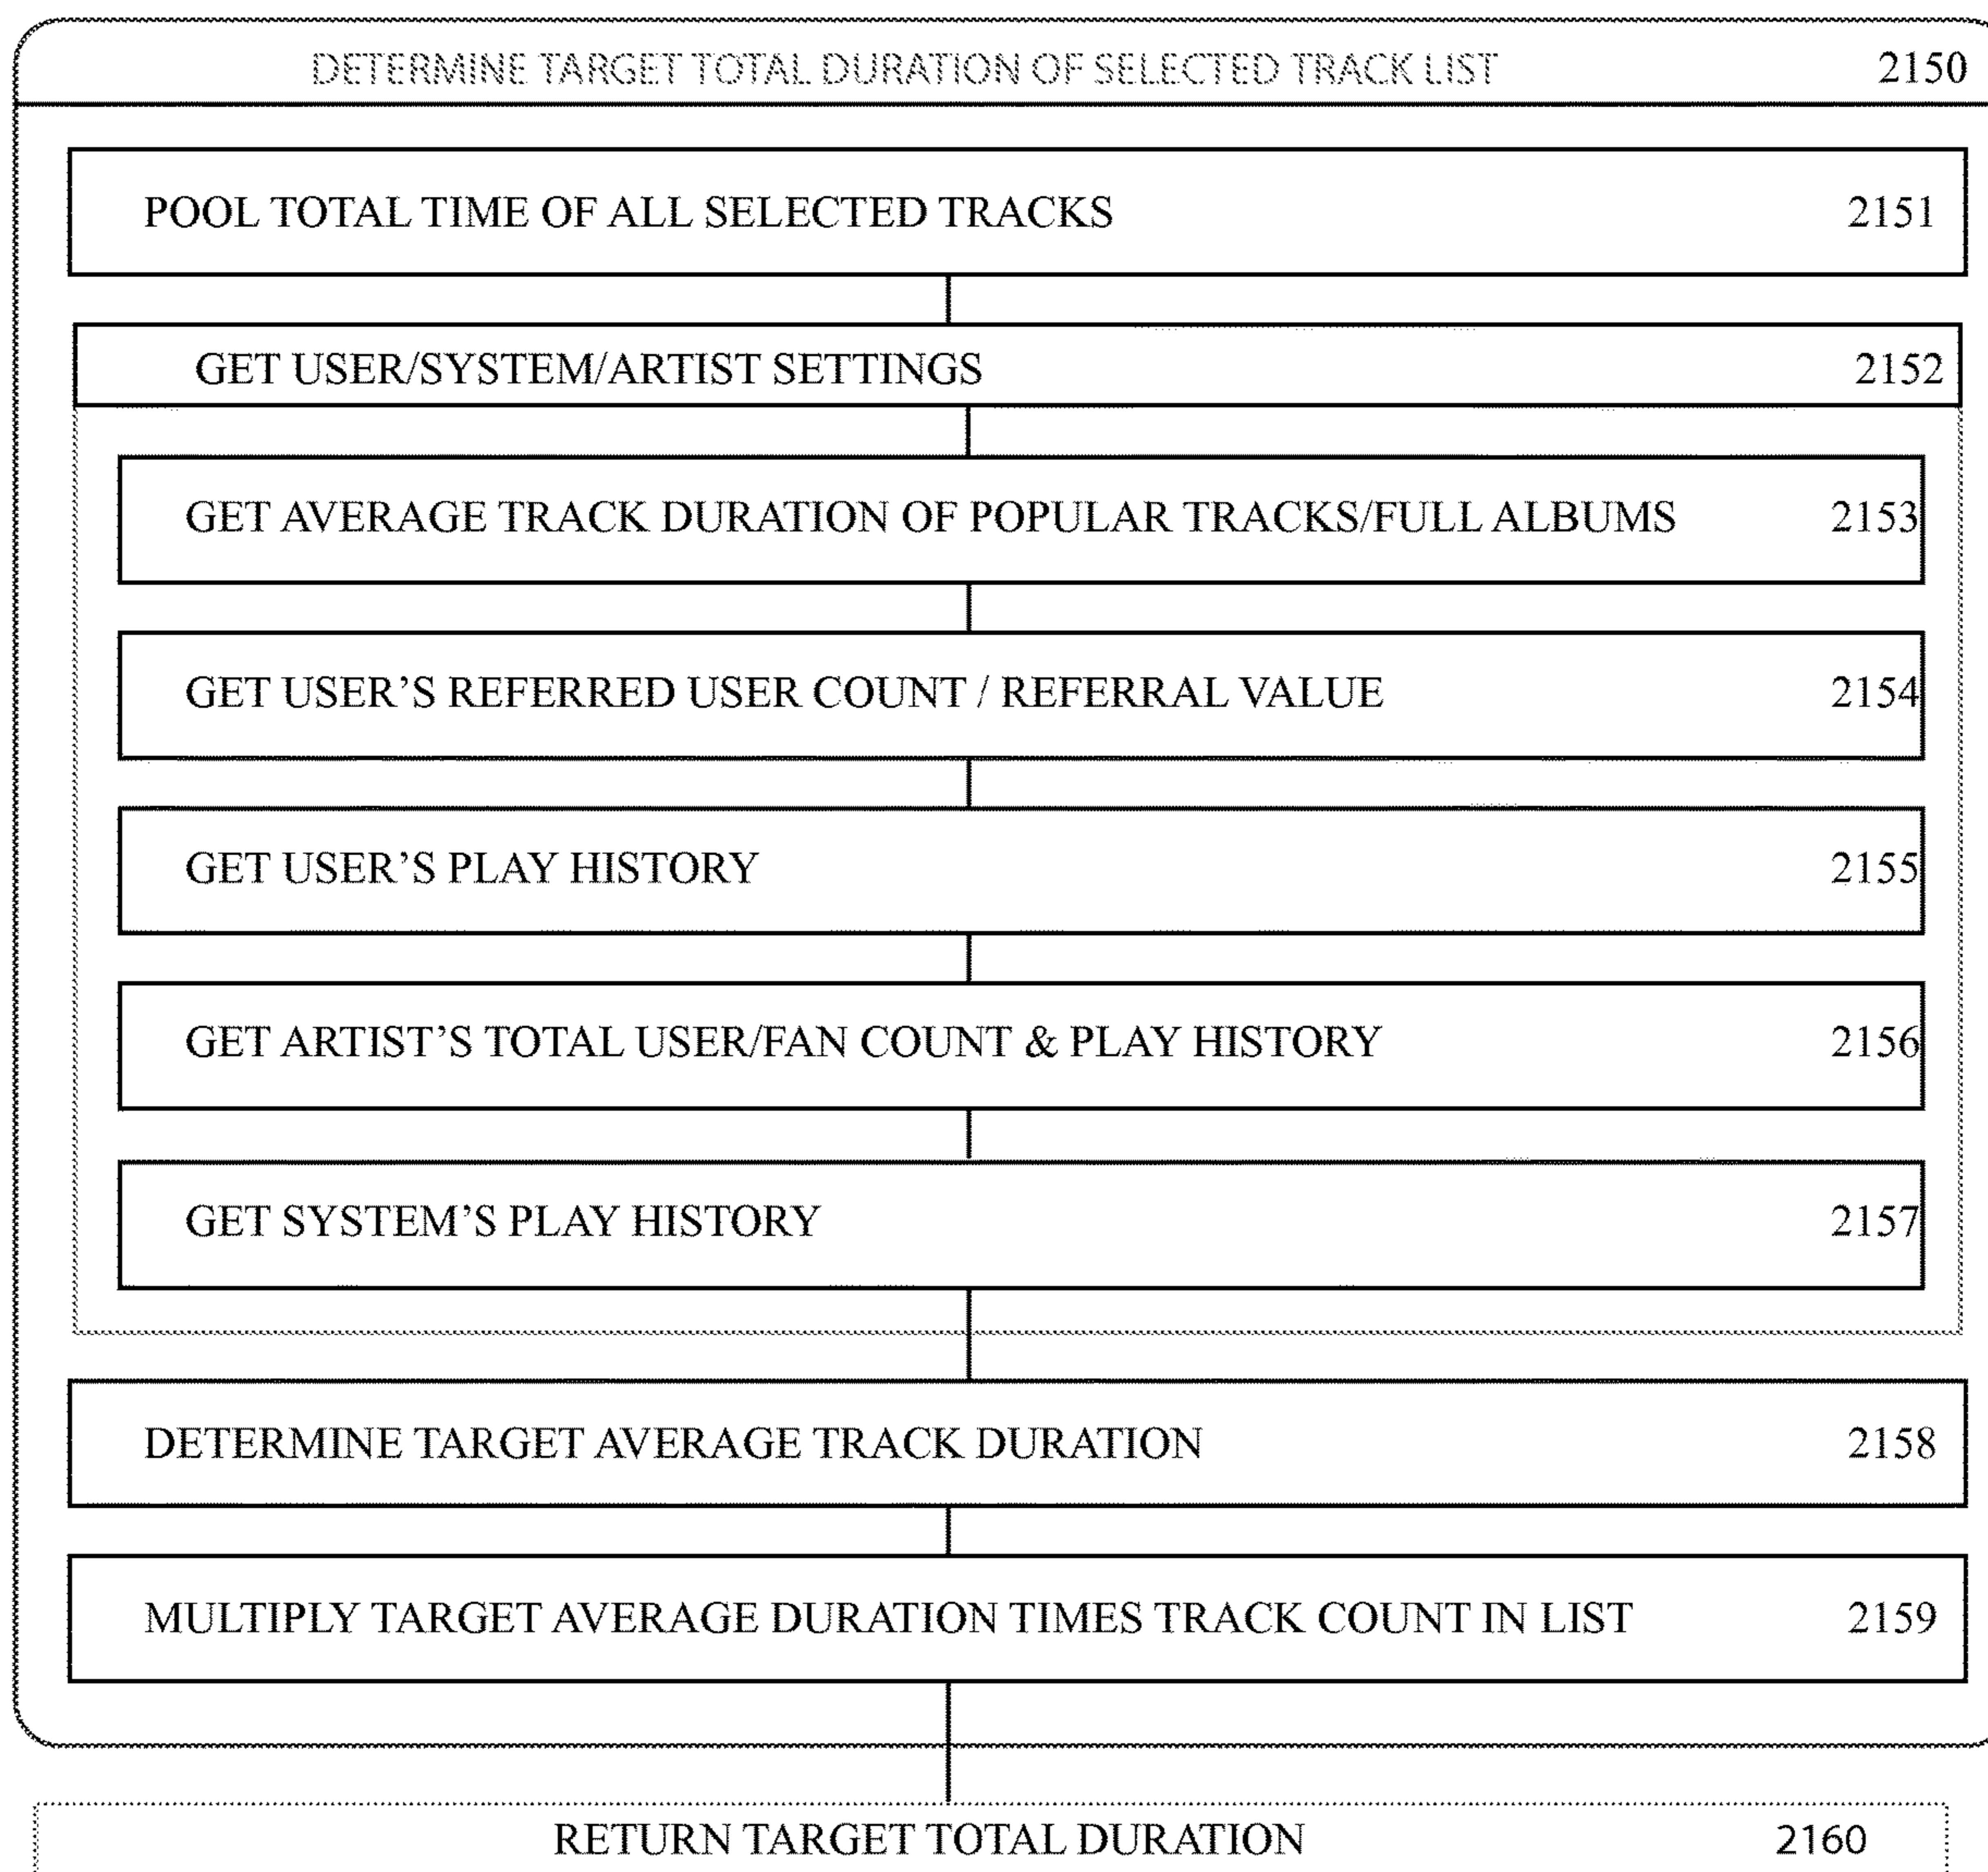 DETERMINE TARGET TOTAL DURATION OF SELECTED TRACK LIST 2150
POOL TOTAL TIME OF ALL SELECTED TRACKS 2151
GET USER/SYSTEM/ARTIST SETTINGS 2152
GET AVERAGE TRACK DURATION OF POPULAR TRACKS/FULL ALBUMS 2153
GET USER’S REFERRED USER COUNT / REFERRAL VALUE 2154
GET USER’S PLAY HISTORY 2155
GET ARTIST’S TOTAL USER/FAN COUNT & PLAY HISTORY 2156
GET SYSTEM’S PLAY HISTORY 2157
DETERMINE TARGET AVERAGE TRACK DURATION 2158
MULTIPLY TARGET AVERAGE DURATION TIMES TRACK COUNT IN LIST 2159
RETURN TARGET TOTAL DURATION 2160